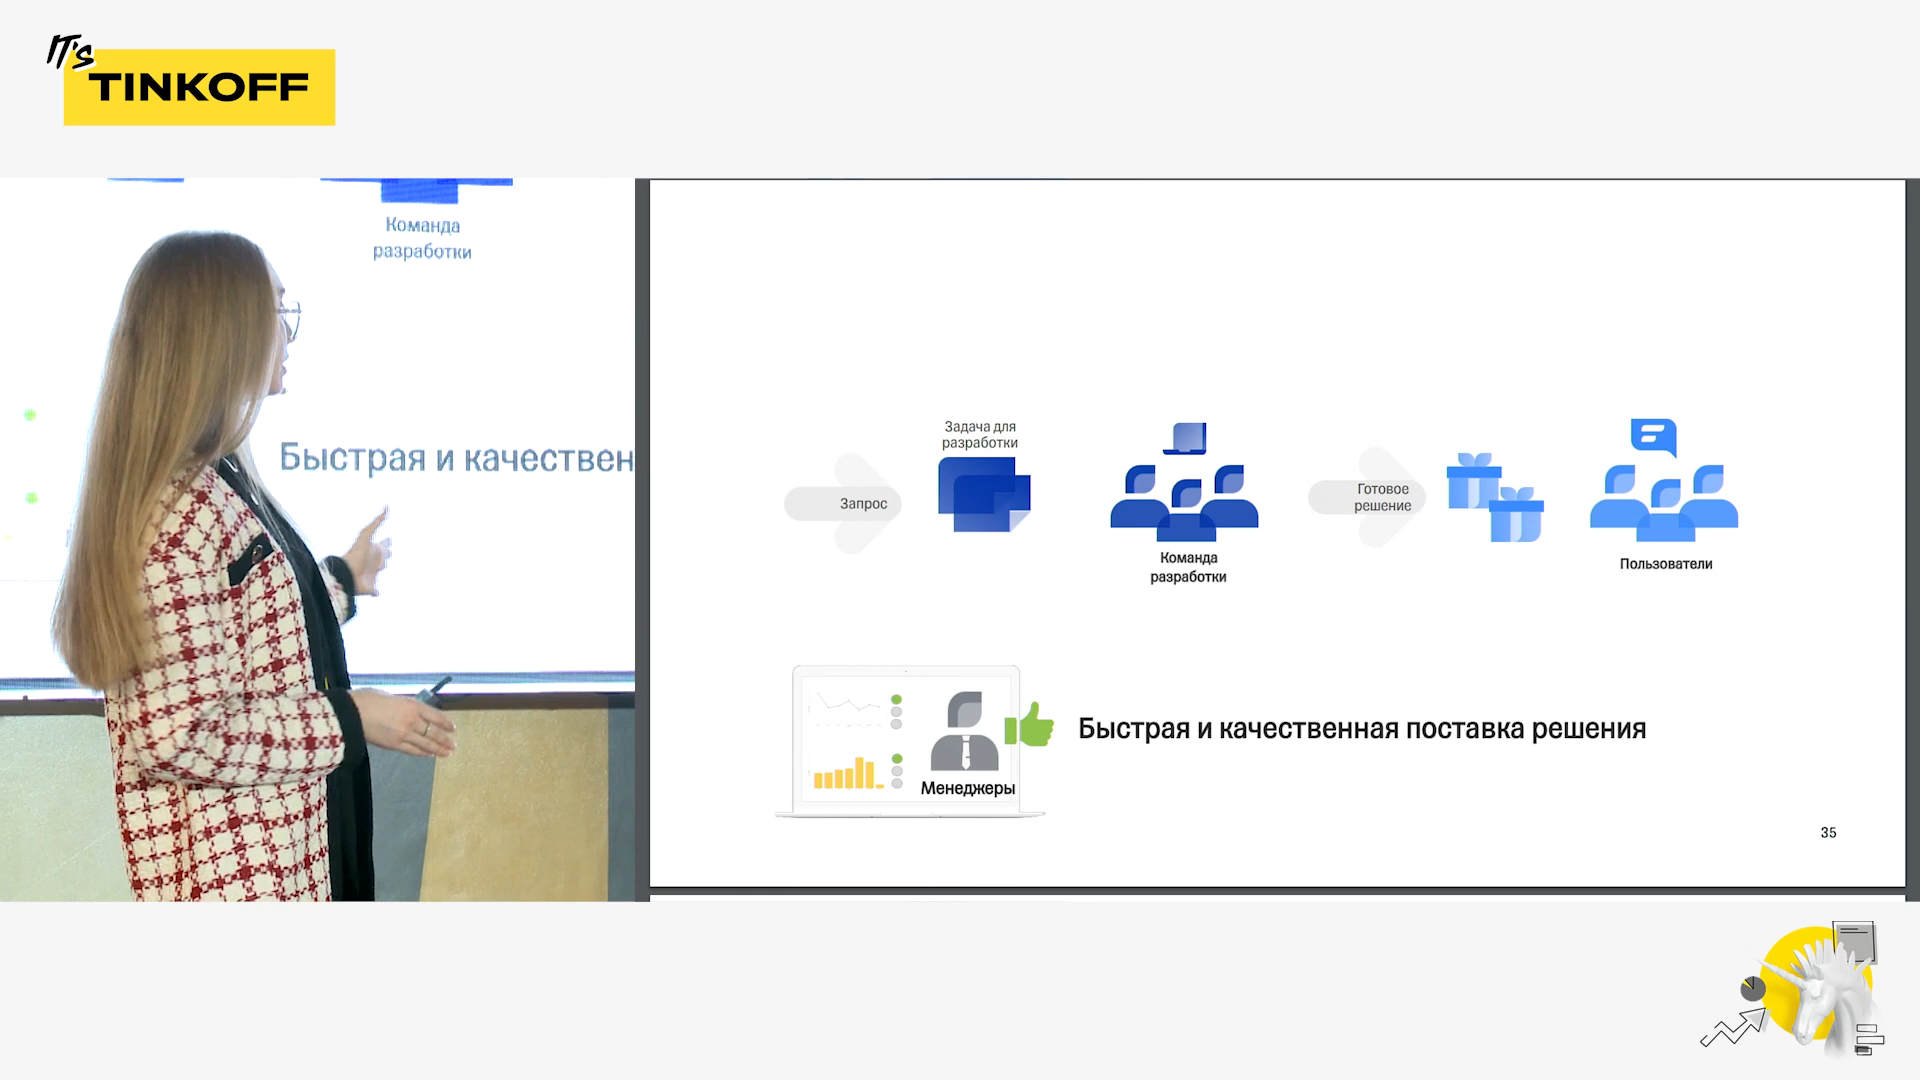 IT's
TINKOFF
Команда
разработки
Быстрая и качествен
Задача для
разработки
Запрос
Команда
разработки
Готовое
решение
Пользователи
Менеджеры
Быстрая и качественная поставка решения
35